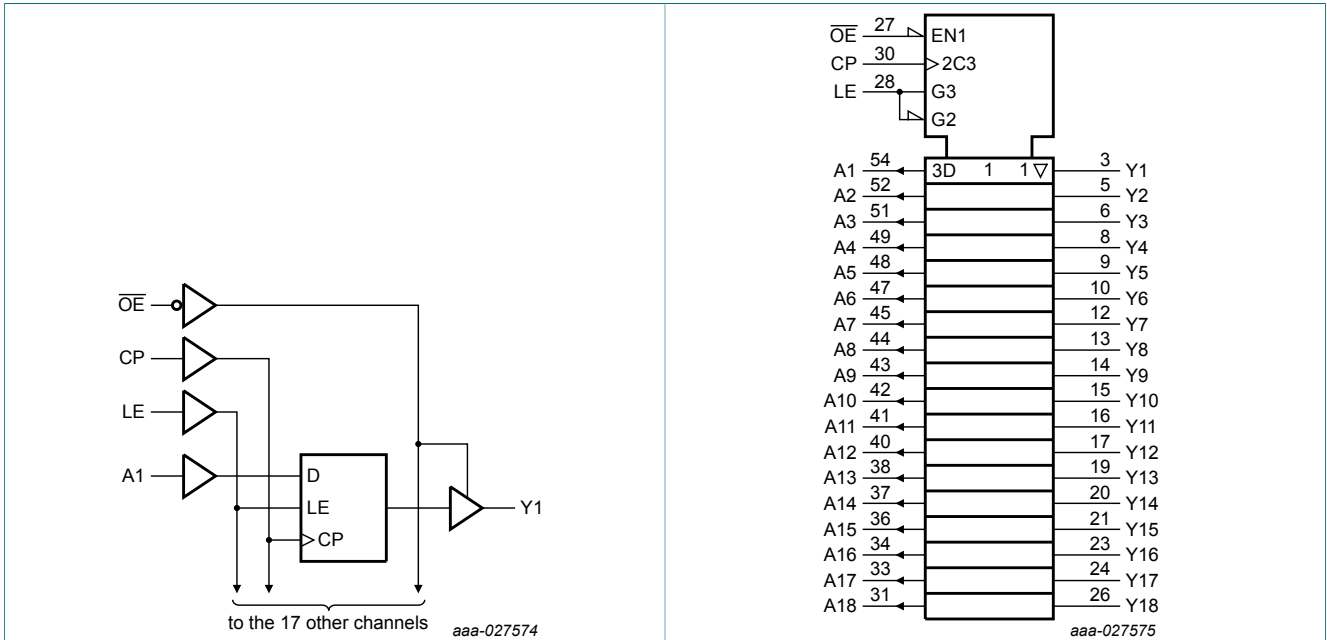 O̅E̅
CP
LE
A1
D
LE
CP
Y1
to the 17 other channels
aaa-027574
O̅E̅ 27 EN1
CP 30 2C3
LE 28 G3
G2
A1 54 3D 1 1 ▽ 3 Y1
A2 52 5 Y2
A3 51 6 Y3
A4 49 8 Y4
A5 48 9 Y5
A6 47 10 Y6
A7 45 12 Y7
A8 44 13 Y8
A9 43 14 Y9
A10 42 15 Y10
A11 41 16 Y11
A12 40 17 Y12
A13 38 19 Y13
A14 37 20 Y14
A15 36 21 Y15
A16 34 23 Y16
A17 33 24 Y17
A18 31 26 Y18
aaa-027575